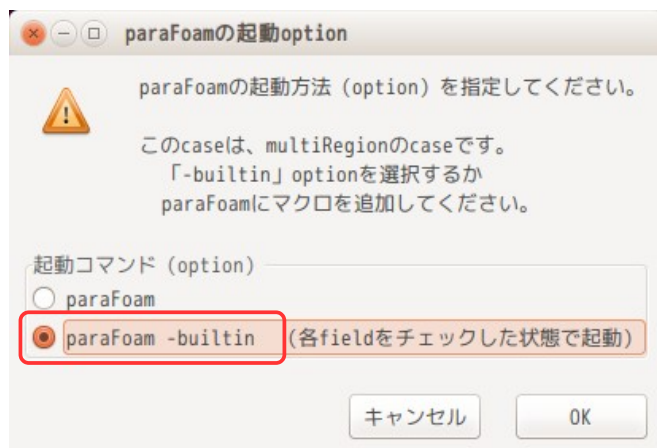 paraFoamの起動option
paraFoamの起動方法（option）を指定してください。
このcaseは、multiRegionのcaseです。
「-builtin」optionを選択するか
paraFoamにマクロを追加してください。
起動コマンド（option）
paraFoam
paraFoam -builtin （各fieldをチェックした状態で起動）
キャンセル OK